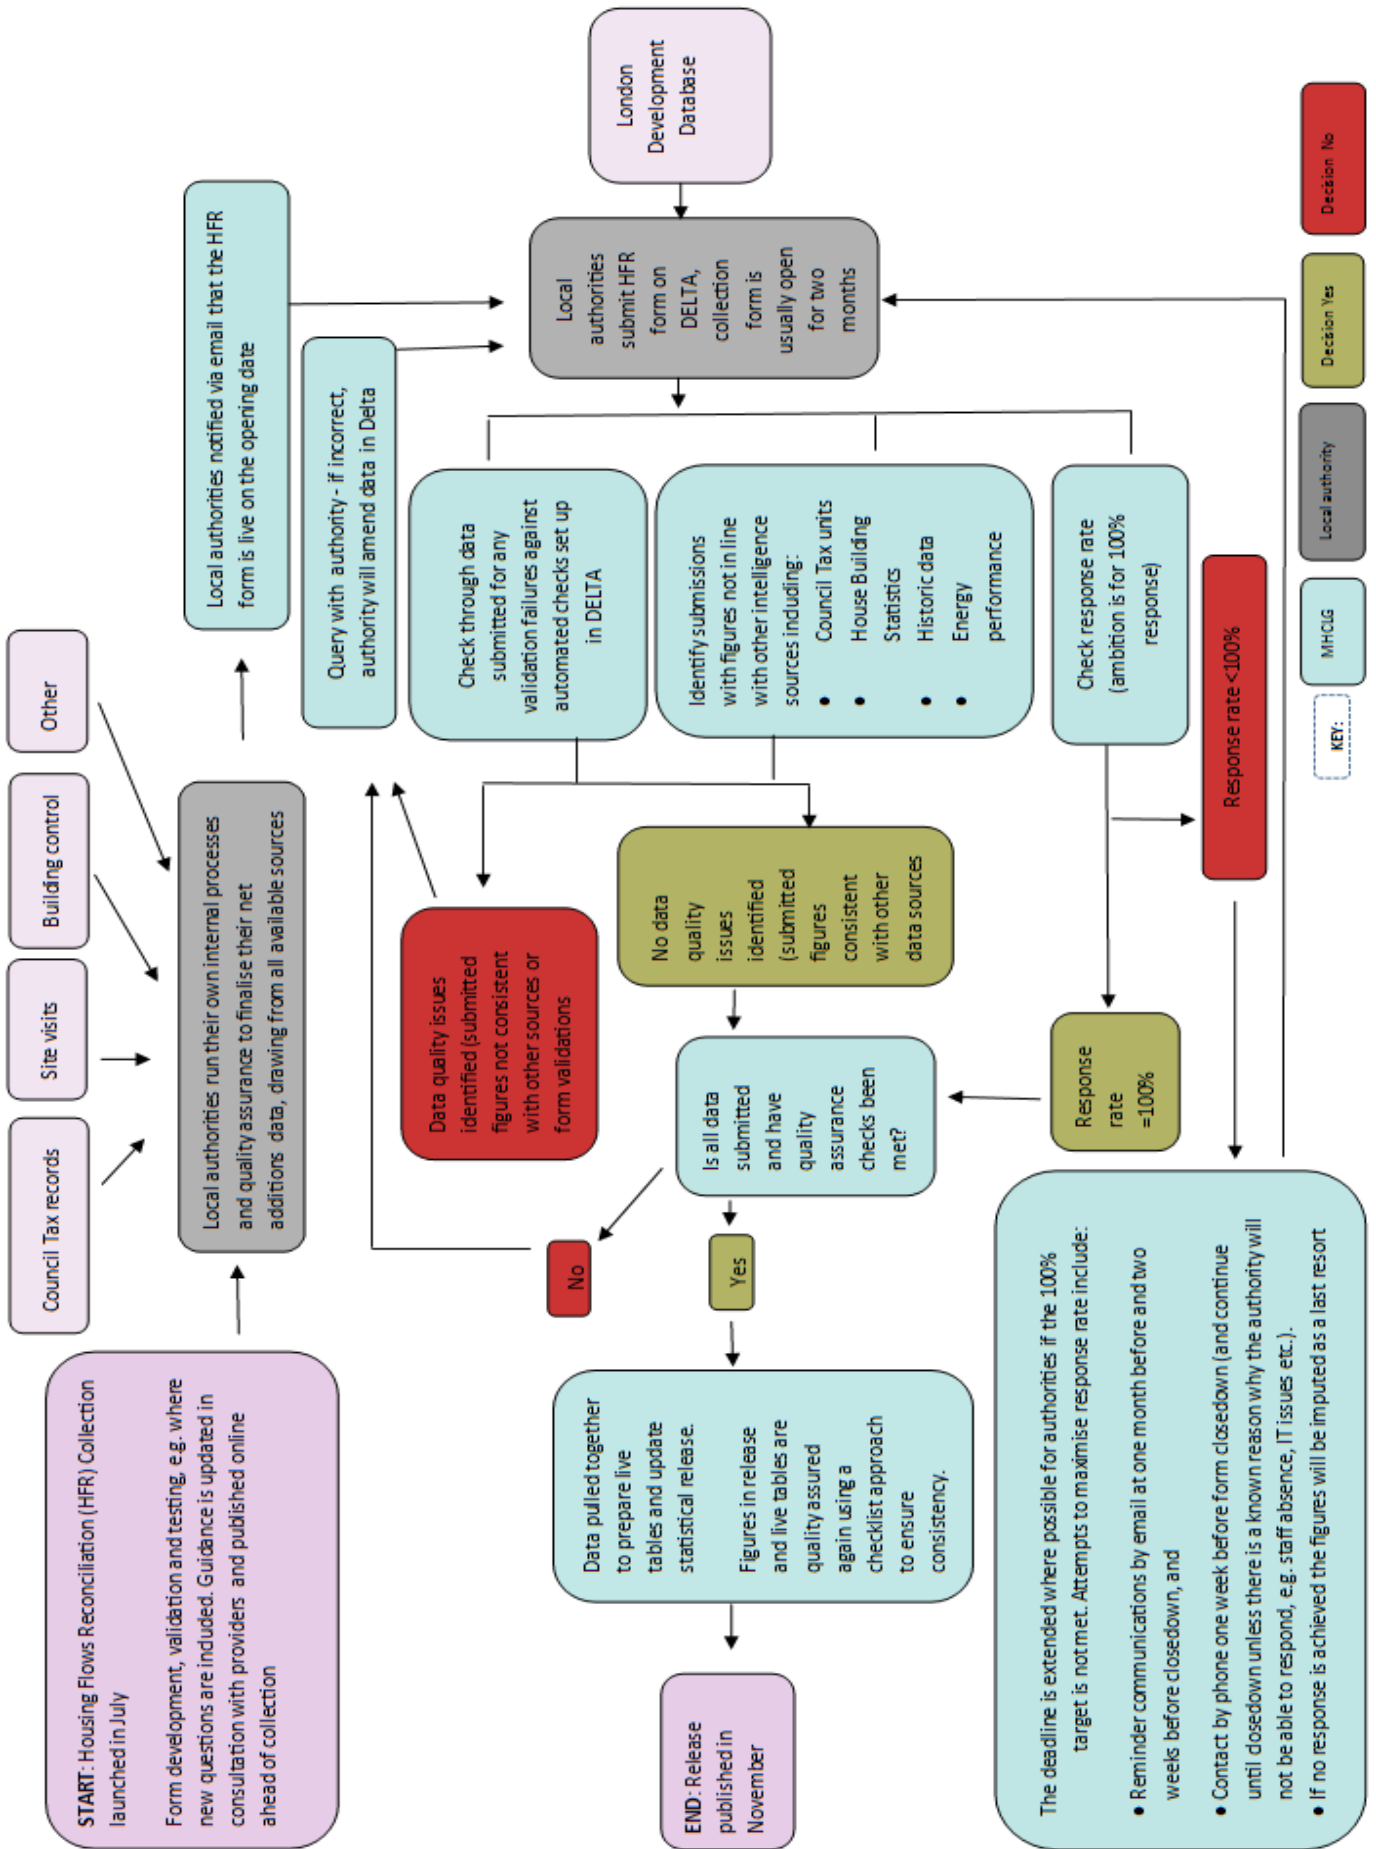 START: Housing Flows Reconciliation (HFR) Collection
launched in July
Form development, validation and testing, e.g. where
new questions are induded. Guidance is updated in
consultation with providers and published online
ahead of collection
Council Tax records
Site visits
Building control
Other
Local authorities run their own internal processes
and quality assurance to finalise their net
additions data, drawing from all available sources
Local authorities notified via email that the HFR
form is live on the opening date
Query with authority - if incorrect,
authority will amend data in Delta
London
Development
Database
Local
authorities
submit HFR
form on
DELTA,
collection
form is
usually open
for two
months
Check through data
submitted for any
validation failures against
automated checks set up
in DELTA
Identify submissions
with figures not in line
with other intelligence
sources including:
● Council Tax units
● House Building
Statistics
● Historic data
● Energy
performance
Check response rate
(ambition is for 100%
response)
Data quality issues
identified (submitted
figures not consistent
with other sources or
form validations
No data
quality
issues
identified
(submitted
figures
consistent
with other
data sources
Response rate <100%
Response
rate
=100%
Is all data
submitted
and have
quality
assurance
checks been
met?
No
Yes
Data pulled together
to prepare live
tables and update
statistical release.
Figures in release
and live tables are
quality assured
again using a
checklist approach
to ensure
consistency.
END: Release
published in
November
The deadline is extended where possible for authorities if the 100%
target is not met. Attempts to maximise response rate include:
● Reminder communications by email at one month before and two
weeks before closedown, and
● Contact by phone one week before form closedown (and continue
until closedown unless there is a known reason why the authority will
not be able to respond, e.g. staff absence, IT issues etc.).
● If no response is achieved the figures will be imputed as a last resort
KEY:
MHCLG
Local authority
Decision Yes
Decision No